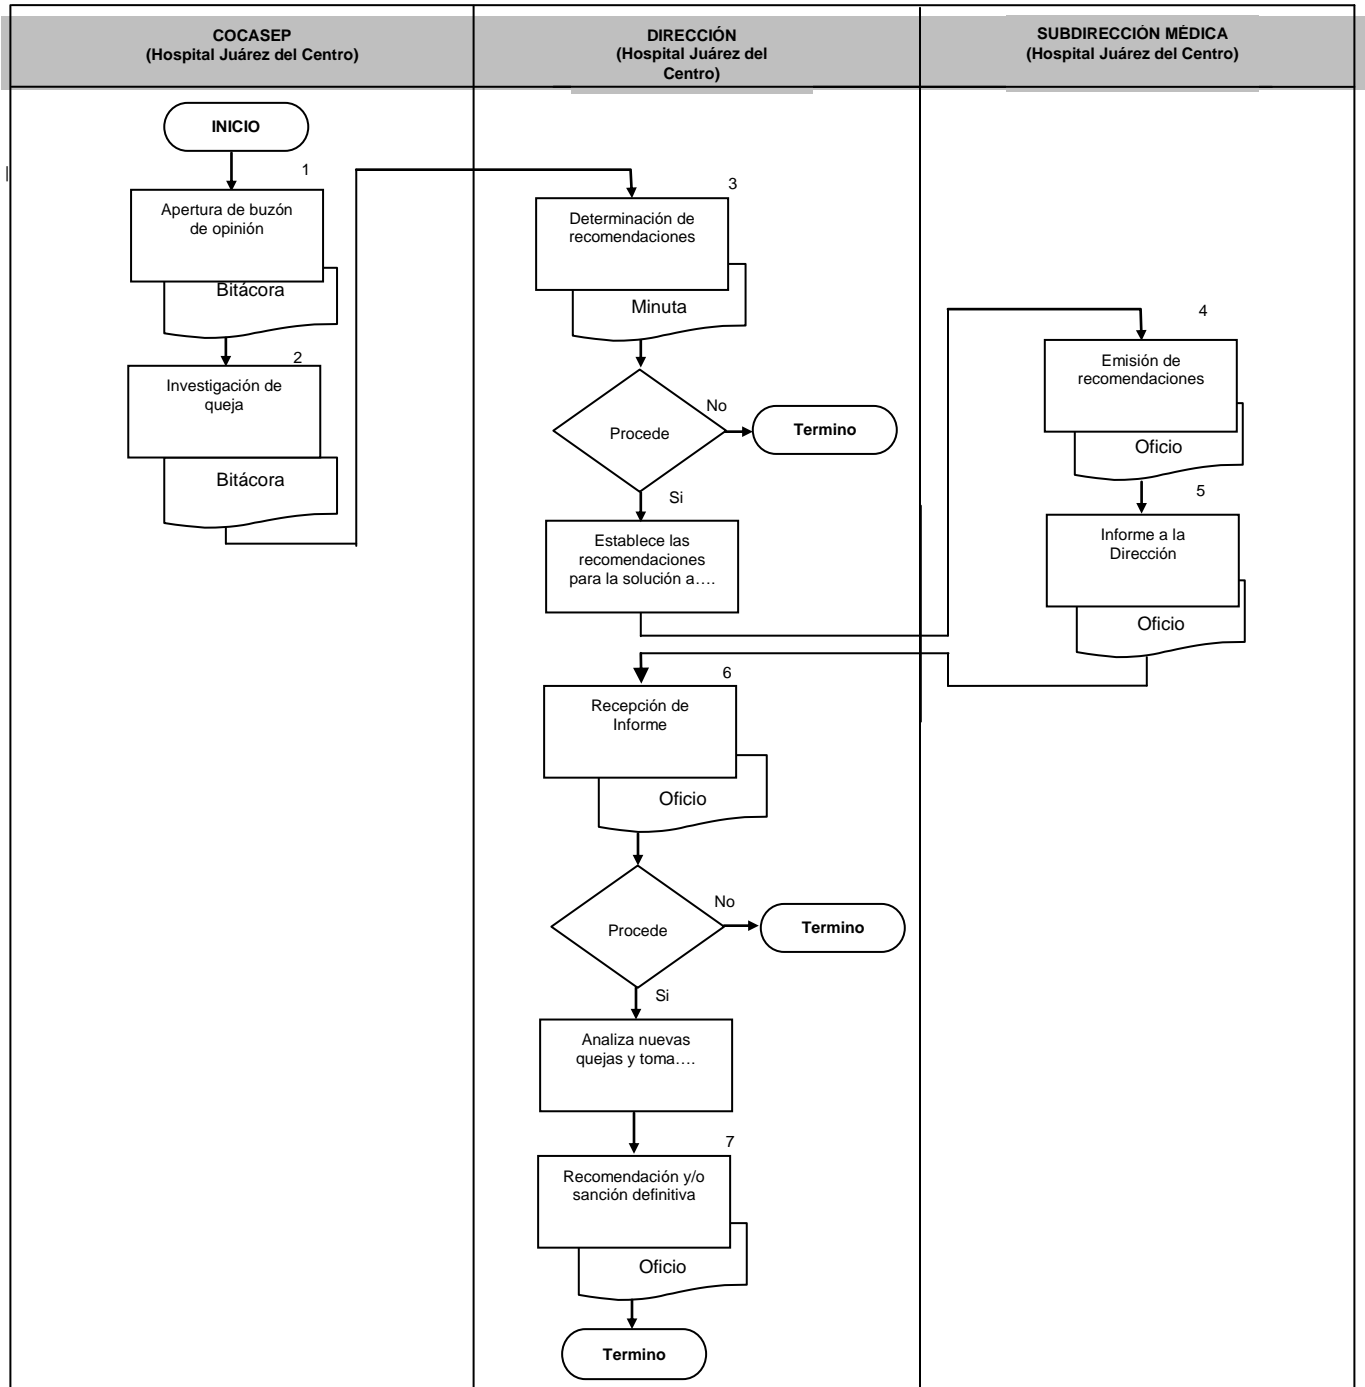 COCASEP
(Hospital Juárez del Centro)
DIRECCIÓN
(Hospital Juárez del
Centro)
SUBDIRECCIÓN MÉDICA
(Hospital Juárez del Centro)
INICIO
1
Apertura de buzón
de opinión
Bitácora
2
Investigación de
queja
Bitácora
3
Determinación de
recomendaciones
Minuta
Procede
No
Termino
Si
Establece las
recomendaciones
para la solución a….
4
Emisión de
recomendaciones
Oficio
5
Informe a la
Dirección
Oficio
6
Recepción de
Informe
Oficio
Procede
No
Termino
Si
Analiza nuevas
quejas y toma….
7
Recomendación y/o
sanción definitiva
Oficio
Termino